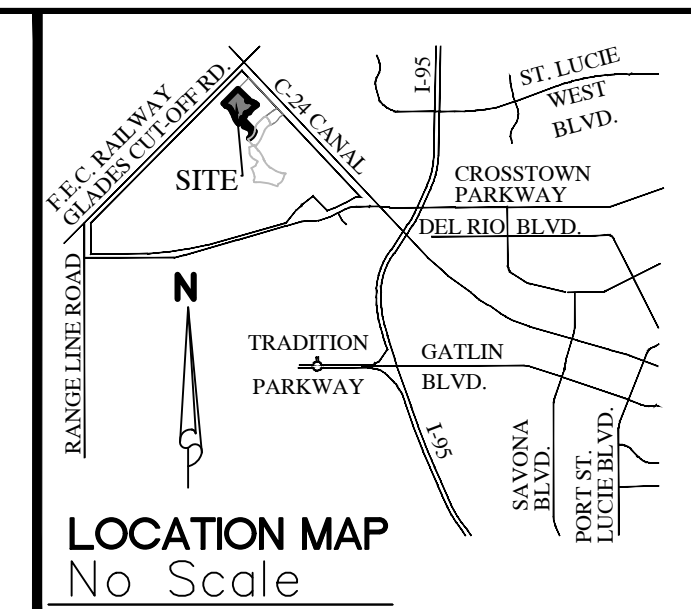 F.E.C. RAILWAY
GLADES CUT-OFF RD.
C-24 CANAL
I-95
ST. LUCIE
WEST
BLVD.
SITE
CROSSTOWN
PARKWAY
DEL RIO BLVD.
RANGE LINE ROAD
N
TRADITION
PARKWAY
GATLIN
BLVD.
I-95
SAVONA
BLVD.
PORT ST.
LUCIE BLVD.
LOCATION MAP
No Scale